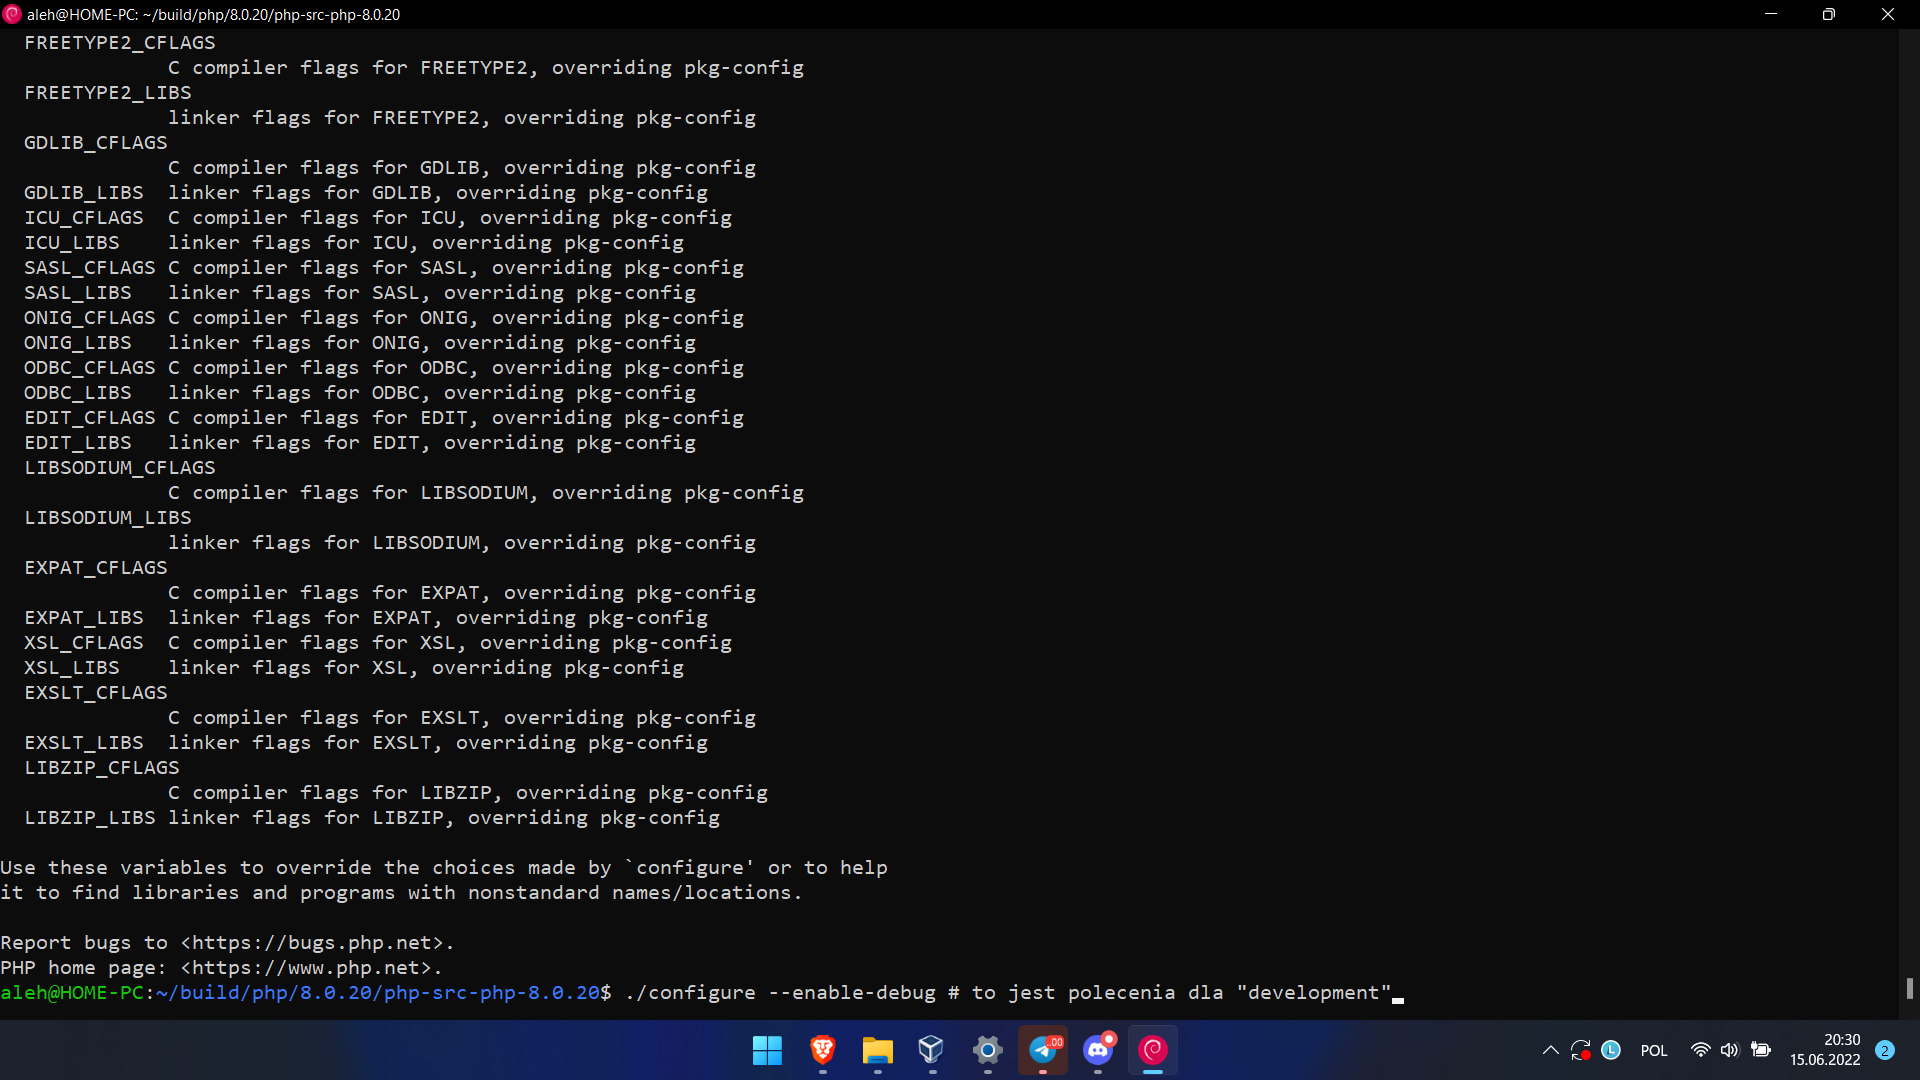 aleh@HOME-PC: ~/build/php/8.0.20/php-src-php-8.0.20
  FREETYPE2_CFLAGS
              C compiler flags for FREETYPE2, overriding pkg-config
  FREETYPE2_LIBS
              linker flags for FREETYPE2, overriding pkg-config
  GDLIB_CFLAGS
              C compiler flags for GDLIB, overriding pkg-config
  GDLIB_LIBS  linker flags for GDLIB, overriding pkg-config
  ICU_CFLAGS  C compiler flags for ICU, overriding pkg-config
  ICU_LIBS    linker flags for ICU, overriding pkg-config
  SASL_CFLAGS C compiler flags for SASL, overriding pkg-config
  SASL_LIBS   linker flags for SASL, overriding pkg-config
  ONIG_CFLAGS C compiler flags for ONIG, overriding pkg-config
  ONIG_LIBS   linker flags for ONIG, overriding pkg-config
  ODBC_CFLAGS C compiler flags for ODBC, overriding pkg-config
  ODBC_LIBS   linker flags for ODBC, overriding pkg-config
  EDIT_CFLAGS C compiler flags for EDIT, overriding pkg-config
  EDIT_LIBS   linker flags for EDIT, overriding pkg-config
  LIBSODIUM_CFLAGS
              C compiler flags for LIBSODIUM, overriding pkg-config
  LIBSODIUM_LIBS
              linker flags for LIBSODIUM, overriding pkg-config
  EXPAT_CFLAGS
              C compiler flags for EXPAT, overriding pkg-config
  EXPAT_LIBS  linker flags for EXPAT, overriding pkg-config
  XSL_CFLAGS  C compiler flags for XSL, overriding pkg-config
  XSL_LIBS    linker flags for XSL, overriding pkg-config
  EXSLT_CFLAGS
              C compiler flags for EXSLT, overriding pkg-config
  EXSLT_LIBS  linker flags for EXSLT, overriding pkg-config
  LIBZIP_CFLAGS
              C compiler flags for LIBZIP, overriding pkg-config
  LIBZIP_LIBS linker flags for LIBZIP, overriding pkg-config

Use these variables to override the choices made by `configure' or to help
it to find libraries and programs with nonstandard names/locations.

Report bugs to <https://bugs.php.net>.
PHP home page: <https://www.php.net>.
aleh@HOME-PC:~/build/php/8.0.20/php-src-php-8.0.20$ ./configure --enable-debug # to jest polecenia dla "development"
.00
L
POL
20:30
15.06.2022
2